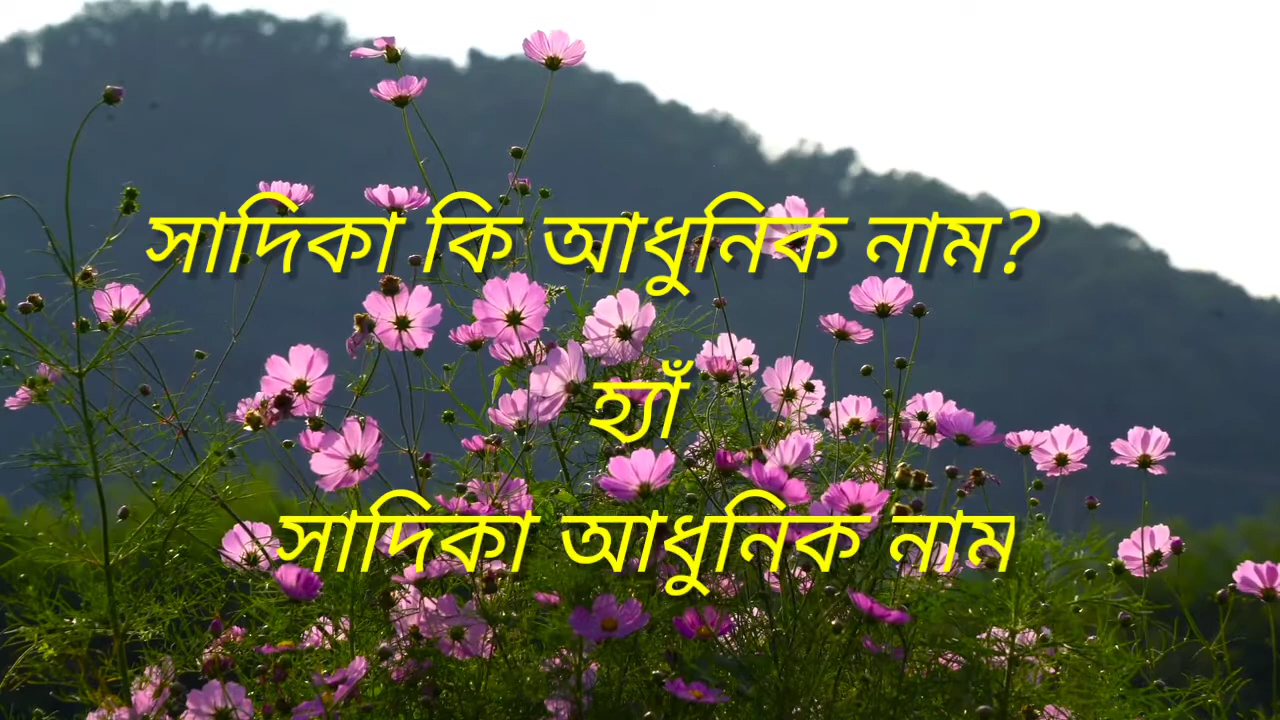 সাদিকা কি আধুনিক নাম?
হ্যাঁ
সাদিকা আধুনিক নাম